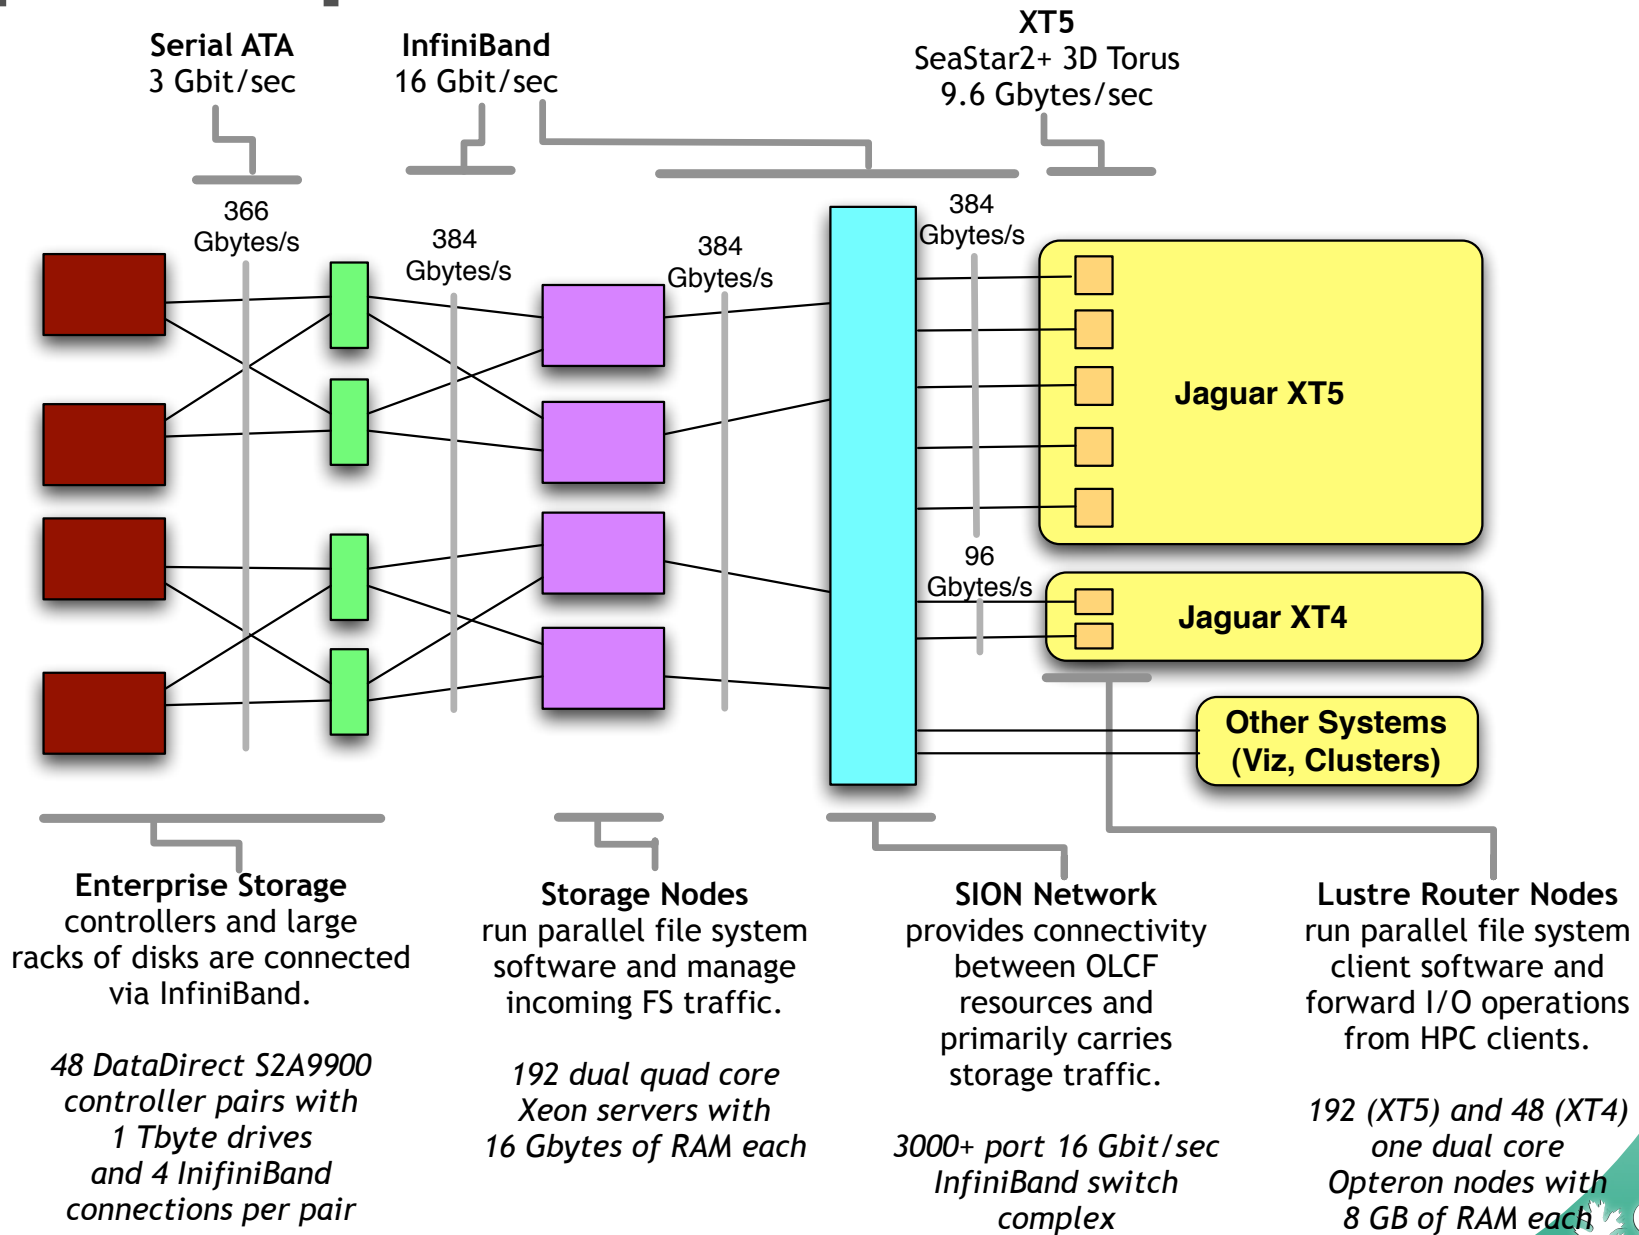 Serial ATA
3 Gbit/sec
InfiniBand
16 Gbit/sec
XT5
SeaStar2+ 3D Torus
9.6 Gbytes/sec
366
Gbytes/s
384
Gbytes/s
384
Gbytes/s
384
Gbytes/s
Jaguar XT5
96
Gbytes/s
Jaguar XT4
Other Systems
(Viz, Clusters)
Enterprise Storage
controllers and large
racks of disks are connected
via InfiniBand.
48 DataDirect S2A9900
controller pairs with
1 Tbyte drives
and 4 InifiniBand
connections per pair
Storage Nodes
run parallel file system
software and manage
incoming FS traffic.
192 dual quad core
Xeon servers with
16 Gbytes of RAM each
SION Network
provides connectivity
between OLCF
resources and
primarily carries
storage traffic.
3000+ port 16 Gbit/sec
InfiniBand switch
complex
Lustre Router Nodes
run parallel file system
client software and
forward I/O operations
from HPC clients.
192 (XT5) and 48 (XT4)
one dual core
Opteron nodes with
8 GB of RAM each